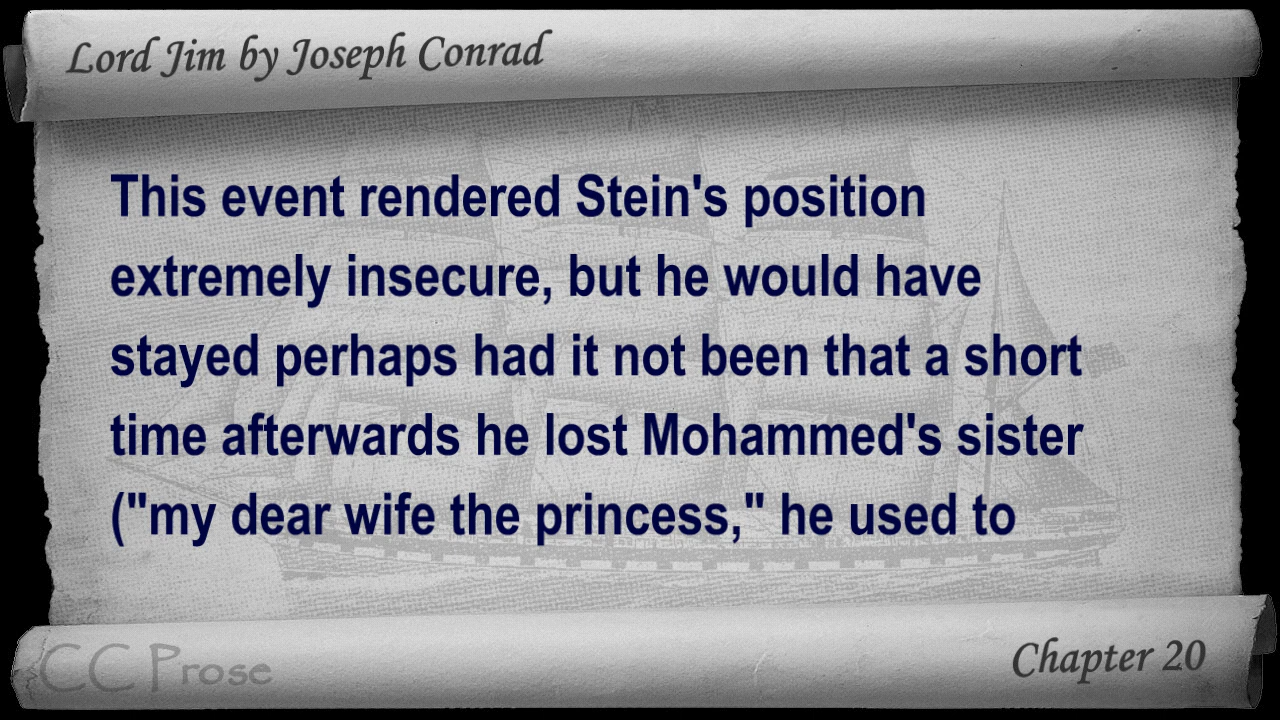 Lord Jim by Joseph Conrad
This event rendered Stein's position
extremely insecure, but he would have
stayed perhaps had it not been that a short
time afterwards he lost Mohammed's sister
("my dear wife the princess," he used to
CC Prose
Chapter 20